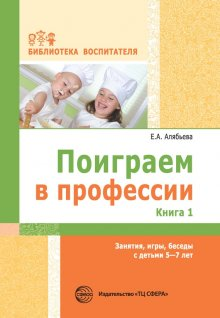 БИБЛИОТЕКА ВОСПИТАТЕЛЯ
Е.А. Алябьева
Поиграем
в профессии
Книга 1
Занятия, игры, беседы
с детьми 5—7 лет
Издательство «ТЦ СФЕРА»